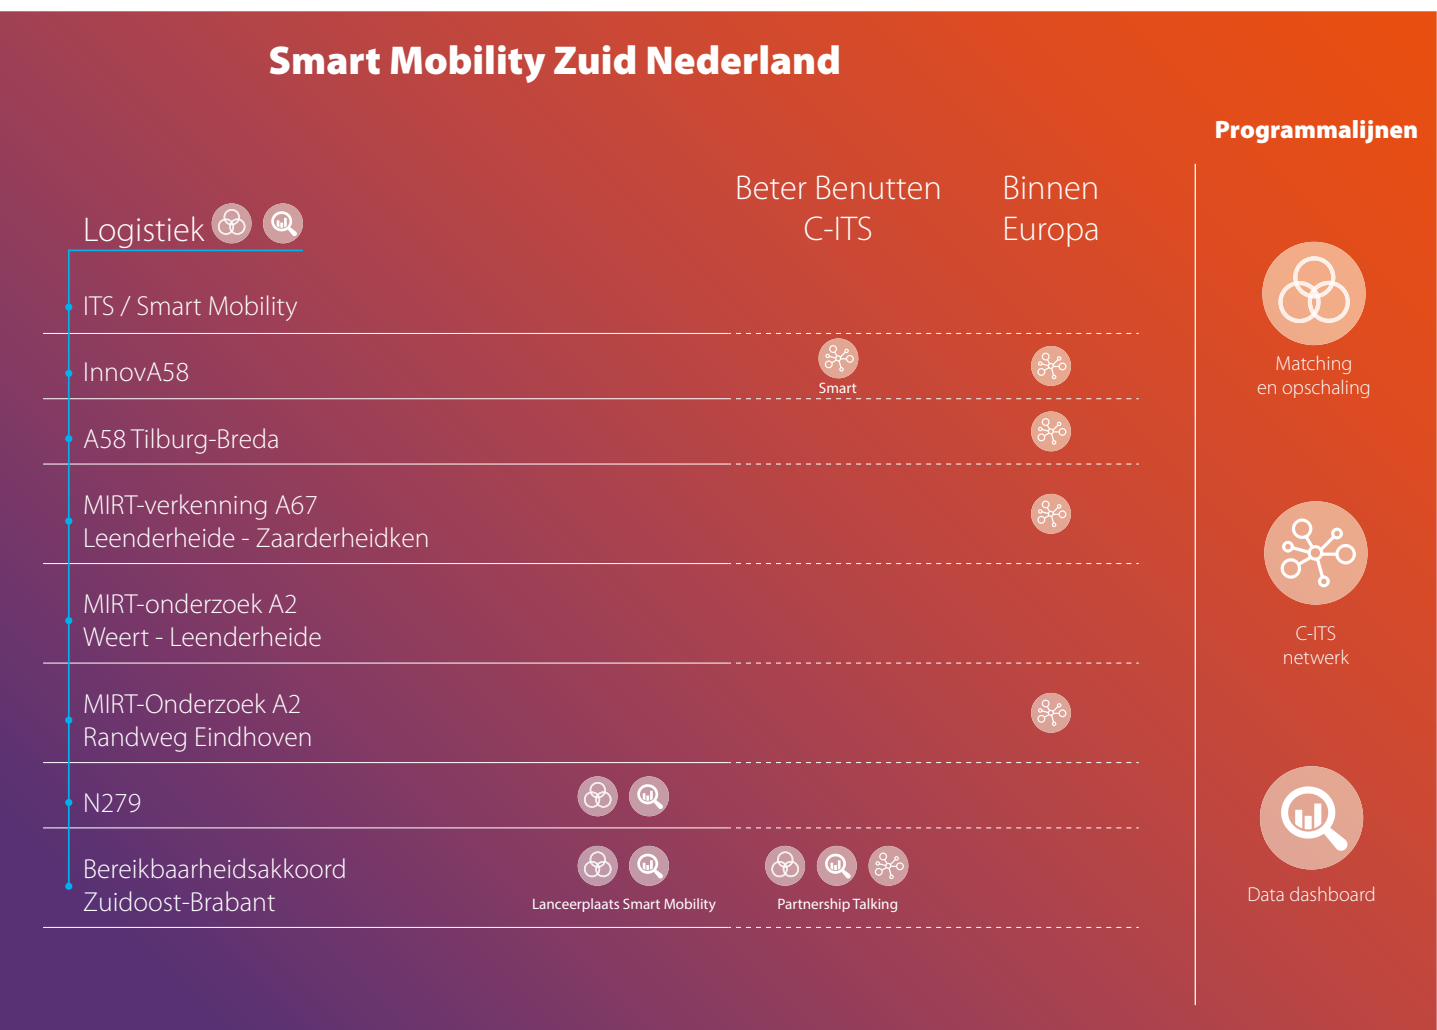 Smart Mobility Zuid Nederland
Programmalijnen
Beter Benutten
C-ITS
Binnen
Europa
Logistiek
ITS / Smart Mobility
InnovA58
Smart
A58 Tilburg-Breda
MIRT-verkenning A67
Leenderheide - Zaarderheidken
MIRT-onderzoek A2
Weert - Leenderheide
MIRT-Onderzoek A2
Randweg Eindhoven
N279
Bereikbaarheidsakkoord
Zuidoost-Brabant
Lanceerplaats Smart Mobility
Partnership Talking
Matching
en opschaling
C-ITS
netwerk
Data dashboard